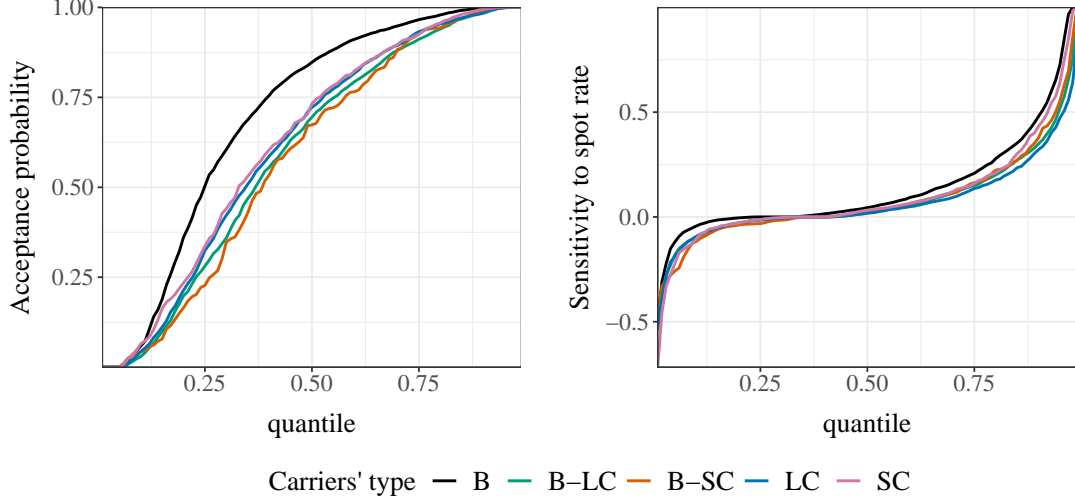 Acceptance probability
1.00
0.75
0.50
0.25
0.25 0.50 0.75
quantile
Sensitivity to spot rate
0.5
0.0
−0.5
0.25 0.50 0.75
quantile
Carriers' type B B−LC B−SC LC SC